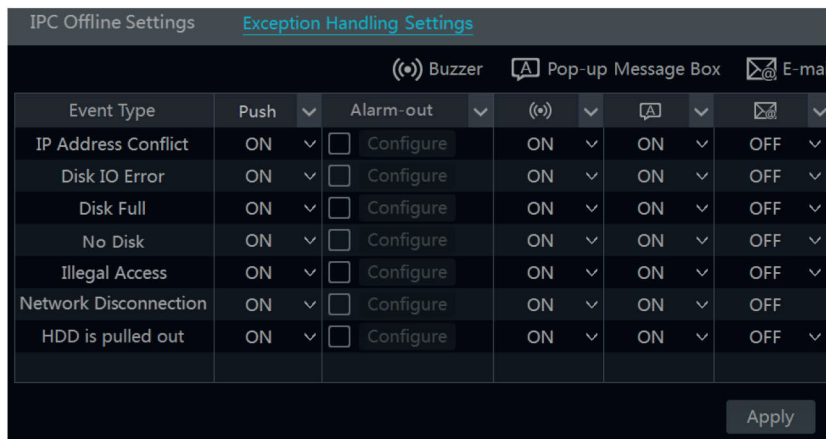 IPC Offline Settings Exception Handling Settings
Buzzer A Pop-up Message Box E-mai
Event Type Push Alarm-out A
IP Address Conflict ON Configure ON ON OFF
Disk IO Error ON Configure ON ON OFF
Disk Full ON Configure ON ON OFF
No Disk ON Configure ON ON OFF
Illegal Access ON Configure ON ON OFF
Network Disconnection ON Configure ON ON OFF
HDD is pulled out ON Configure ON ON OFF
Apply